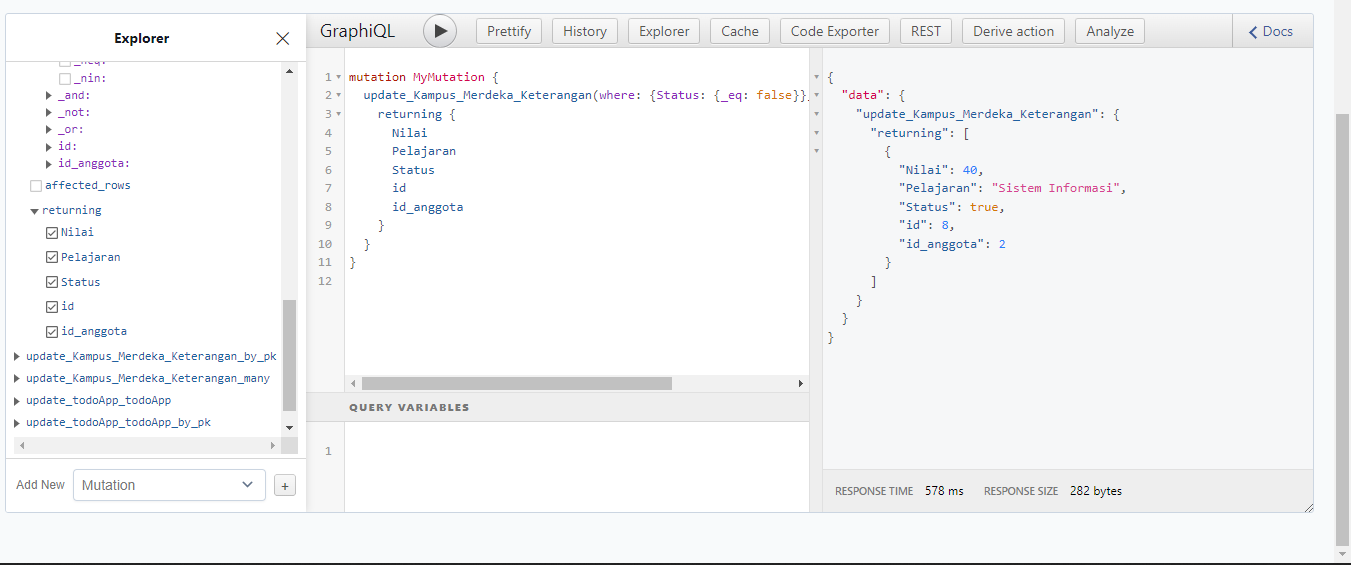 Explorer
_neq:
_nin:
_and:
_not:
_or:
id:
id_anggota:
affected_rows
returning
Nilai
Pelajaran
Status
id
id_anggota
update_Kampus_Merdeka_Keterangan_by_pk
update_Kampus_Merdeka_Keterangan_many
update_todoApp_todoApp
update_todoApp_todoApp_by_pk
Add New Mutation +
GraphiQL Prettify History Explorer Cache Code Exporter REST Derive action Analyze Docs
1 mutation MyMutation {
2 update_Kampus_Merdeka_Keterangan(where: {Status: {_eq: false}}
3 returning {
4 Nilai
5 Pelajaran
6 Status
7 id
8 id_anggota
9 }
10 }
11 }
12
QUERY VARIABLES
1
{
"data": {
"update_Kampus_Merdeka_Keterangan": {
"returning": [
{
"Nilai": 40,
"Pelajaran": "Sistem Informasi",
"Status": true,
"id": 8,
"id_anggota": 2
}
]
}
}
}
RESPONSE TIME 578 ms RESPONSE SIZE 282 bytes